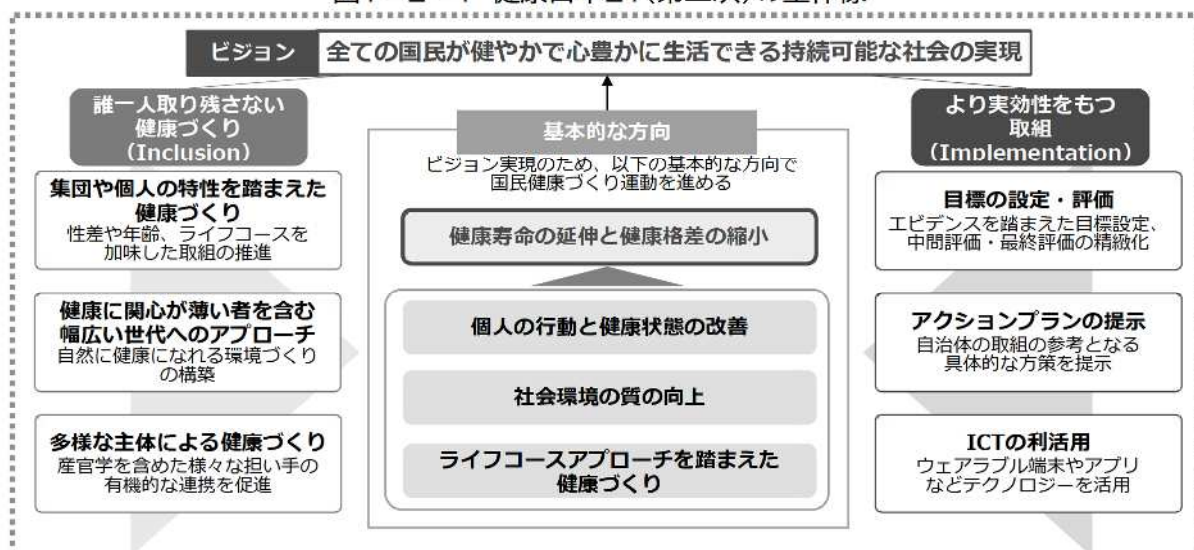 ビジョン 全ての国民が健やかで心豊かに生活できる持続可能な社会の実現
誰一人取り残さない
健康づくり
（Inclusion）
集団や個人の特性を踏まえた
健康づくり
性差や年齢、ライフコースを
加味した取組の推進
健康に関心が薄い者を含む
幅広い世代へのアプローチ
自然に健康になれる環境づくり
の構築
多様な主体による健康づくり
産官学を含めた様々な担い手の
有機的な連携を促進
基本的な方向
ビジョン実現のため、以下の基本的な方向で
国民健康づくり運動を進める
健康寿命の延伸と健康格差の縮小
個人の行動と健康状態の改善
社会環境の質の向上
ライフコースアプローチを踏まえた
健康づくり
より実効性をもつ
取組
（Implementation）
目標の設定・評価
エビデンスを踏まえた目標設定、
中間評価・最終評価の精緻化
アクションプランの提示
自治体の取組の参考となる
具体的な方策を提示
ICTの利活用
ウェアラブル端末やアプリ
などテクノロジーを活用